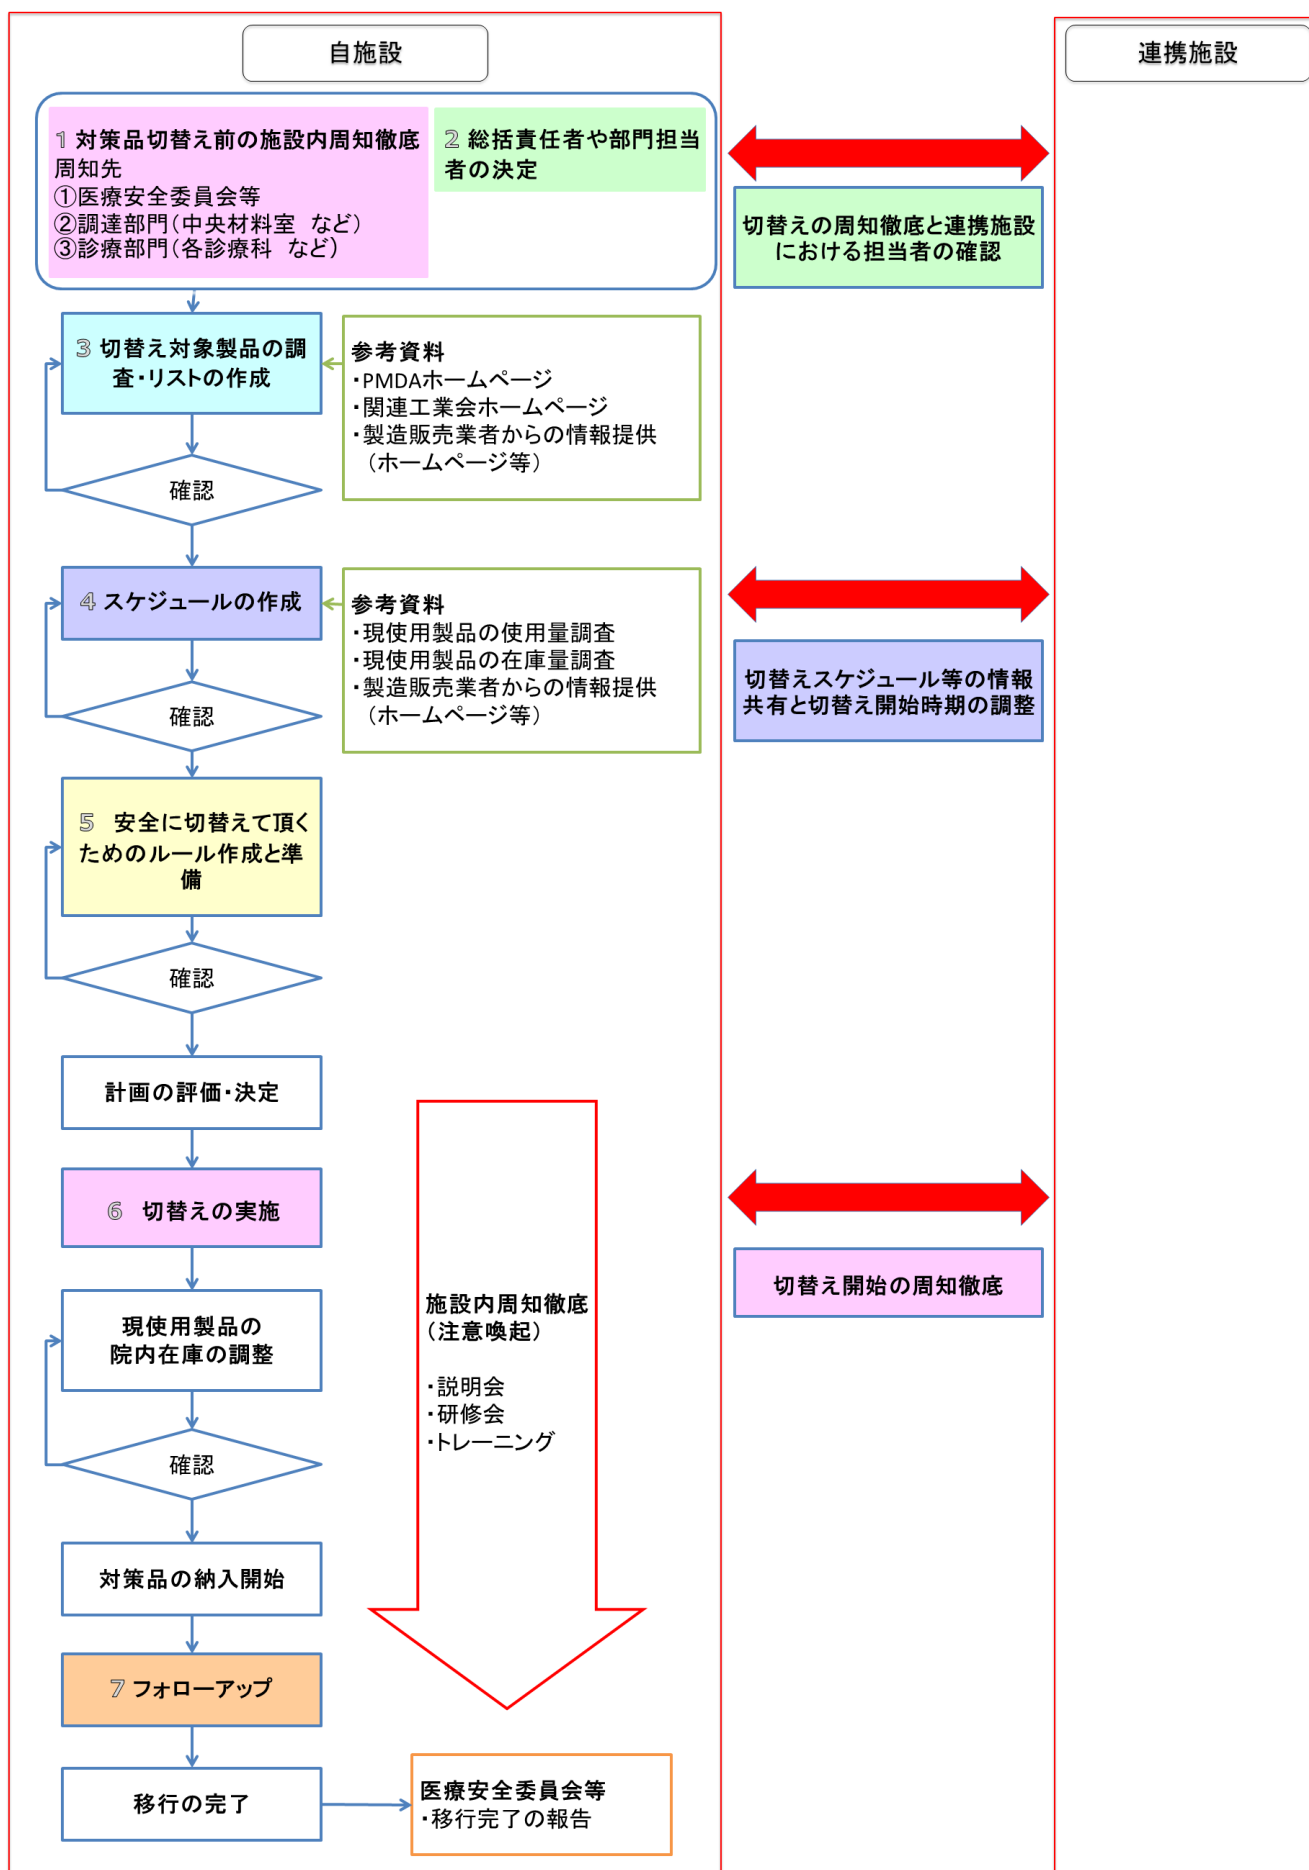 自施設
連携施設
1 対策品切替え前の施設内周知徹底
周知先
①医療安全委員会等
②調達部門(中央材料室　など)
③診療部門(各診療科　など)
2 総括責任者や部門担当
者の決定
切替えの周知徹底と連携施設
における担当者の確認
3 切替え対象製品の調
査・リストの作成
参考資料
・PMDAホームページ
・関連工業会ホームページ
・製造販売業者からの情報提供
（ホームページ等）
確認
4 スケジュールの作成
参考資料
・現使用製品の使用量調査
・現使用製品の在庫量調査
・製造販売業者からの情報提供
（ホームページ等）
切替えスケジュール等の情報
共有と切替え開始時期の調整
確認
5　安全に切替えて頂く
ためのルール作成と準
備
確認
計画の評価・決定
6　切替えの実施
切替え開始の周知徹底
現使用製品の
院内在庫の調整
施設内周知徹底
(注意喚起)
・説明会
・研修会
・トレーニング
確認
対策品の納入開始
7 フォローアップ
移行の完了
医療安全委員会等
・移行完了の報告